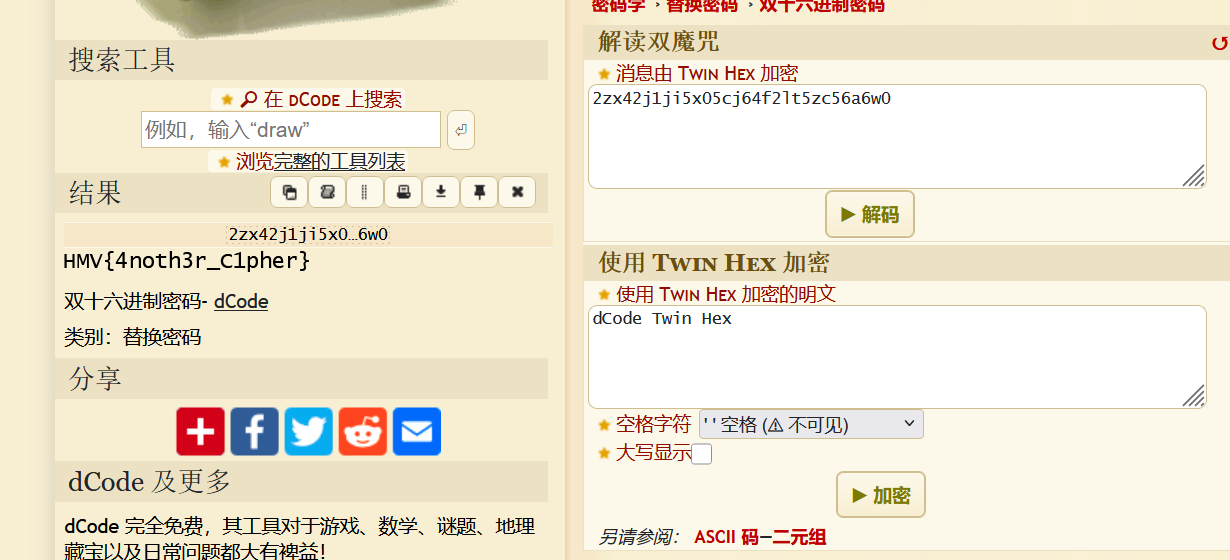 搜索工具
在 dCode 上搜索
例如，输入“draw”
浏览完整的工具列表
结果
2zx42j1ji5x0…6w0
HMV{4noth3r_C1pher}
双十六进制密码- dCode
类别：替换密码
分享
dCode 及更多
dCode 完全免费，其工具对于游戏、数学、谜题、地理
藏宝以及日常问题都大有裨益！
密码学 › 替换密码 › 双十六进制密码
解读双魔咒
消息由 Twin Hex 加密
2zx42j1ji5x05cj64f2lt5zc56a6w0
▶ 解码
使用 Twin Hex 加密
使用 Twin Hex 加密的明文
dCode Twin Hex
空格字符 ' ' 空格 (⚠ 不可见)
大写显示
▶ 加密
另请参阅： ASCII 码—二元组